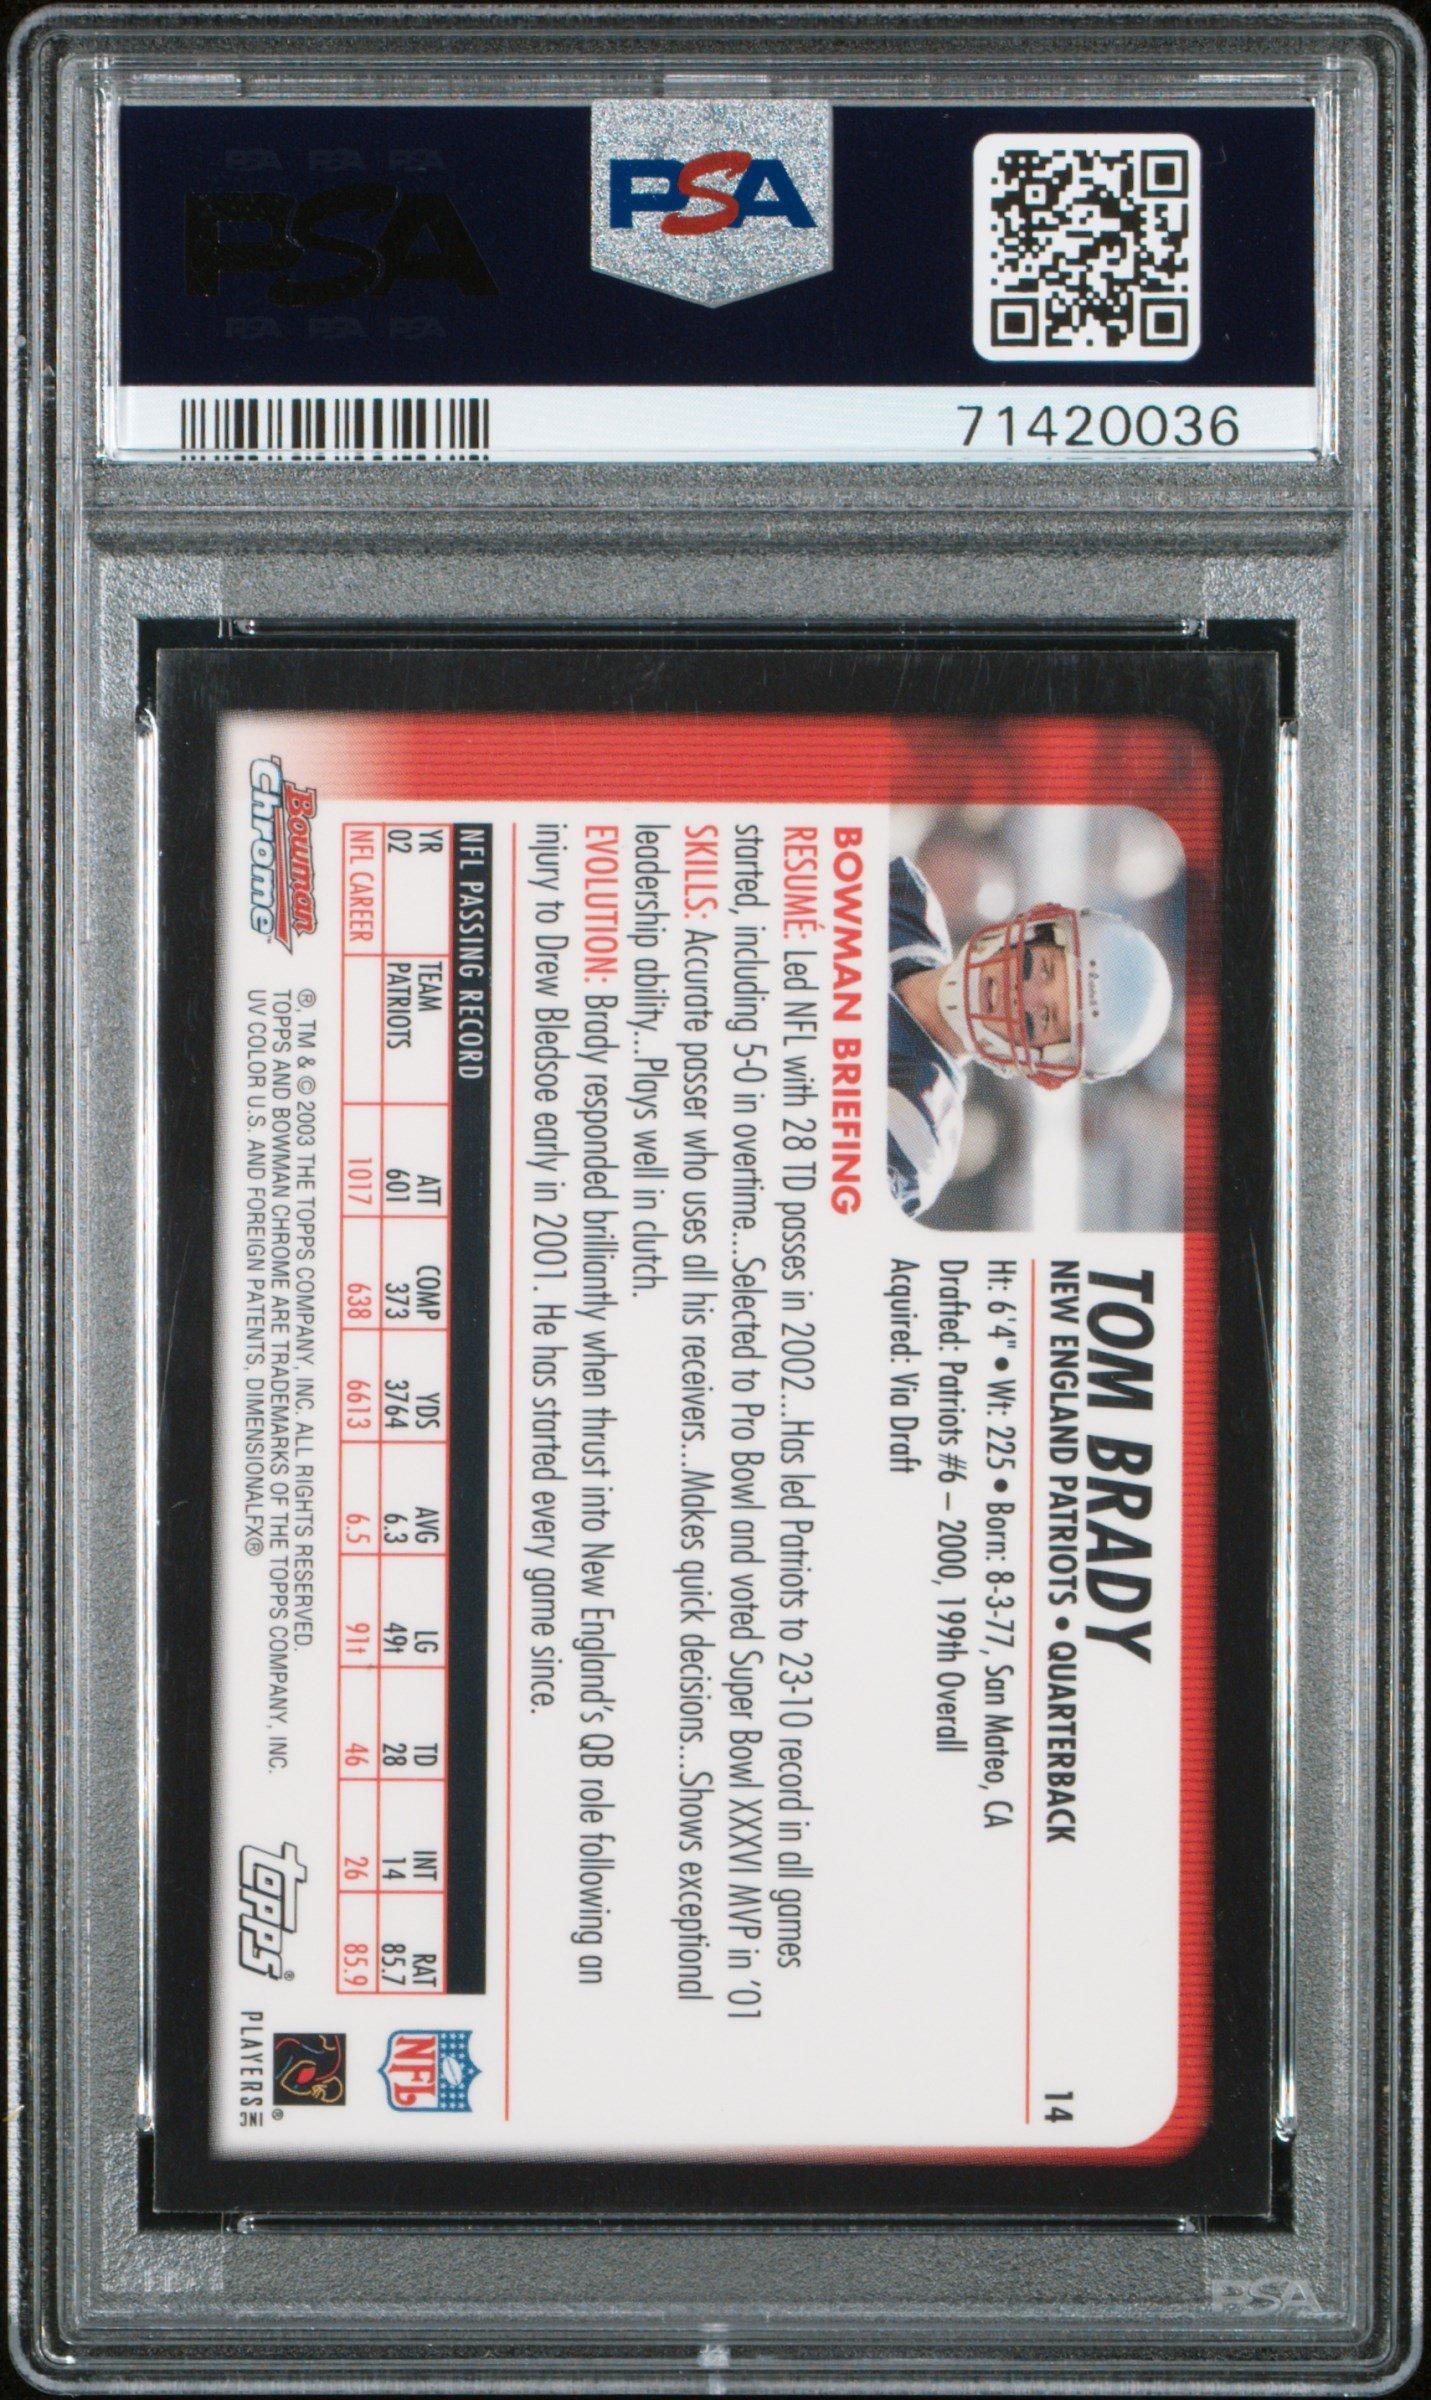 PSA PSA PSA
PSA
PSA PSA PSA
PSA
71420036
TOM BRADY
NEW ENGLAND PATRIOTS • QUARTERBACK
14
Ht: 6'4" • Wt: 225 • Born: 8-3-77, San Mateo, CA
Drafted: Patriots #6 – 2000, 199th Overall
Acquired: Via Draft
BOWMAN BRIEFING
RESUMÉ: Led NFL with 28 TD passes in 2002...Has led Patriots to 23-10 record in all games
started, including 5-0 in overtime...Selected to Pro Bowl and voted Super Bowl XXXVI MVP in '01
SKILLS: Accurate passer who uses all his receivers...Makes quick decisions...Shows exceptional
leadership ability...Plays well in clutch.
EVOLUTION: Brady responded brilliantly when thrust into New England's QB role following an
injury to Drew Bledsoe early in 2001. He has started every game since.
NFL PASSING RECORD
YR TEAM ATT COMP YDS AVG LG TD INT RAT
02 PATRIOTS 601 373 3764 6.3 49t 28 14 85.7
NFL CAREER 1017 638 6613 6.5 91t 46 26 85.9
Bowman
Chrome™
®, TM & © 2003 THE TOPPS COMPANY, INC. ALL RIGHTS RESERVED.
TOPPS AND BOWMAN CHROME ARE TRADEMARKS OF THE TOPPS COMPANY, INC.
UV COLOR U.S. AND FOREIGN PATENTS, DIMENSIONALFX®
Topps®
NFL
PLAYERS INC®
PSA